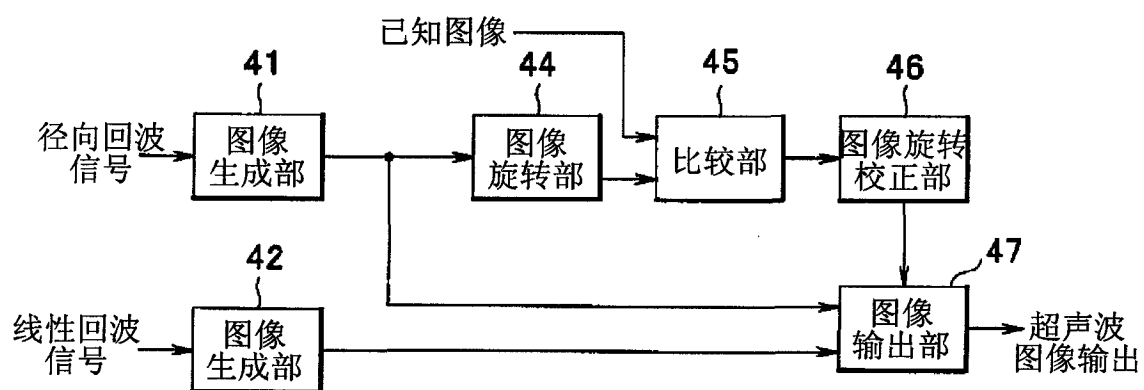 已知图像
41
44
45
46
径向回波
信号
图像
生成部
图像
旋转部
比较部
图像旋转
校正部
42
47
线性回波
信号
图像
生成部
图像
输出部
超声波
图像输出